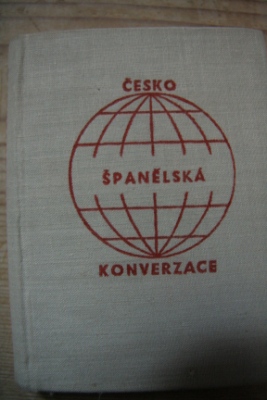 ČESKO
ŠPANĚLSKÁ
KONVERZACE